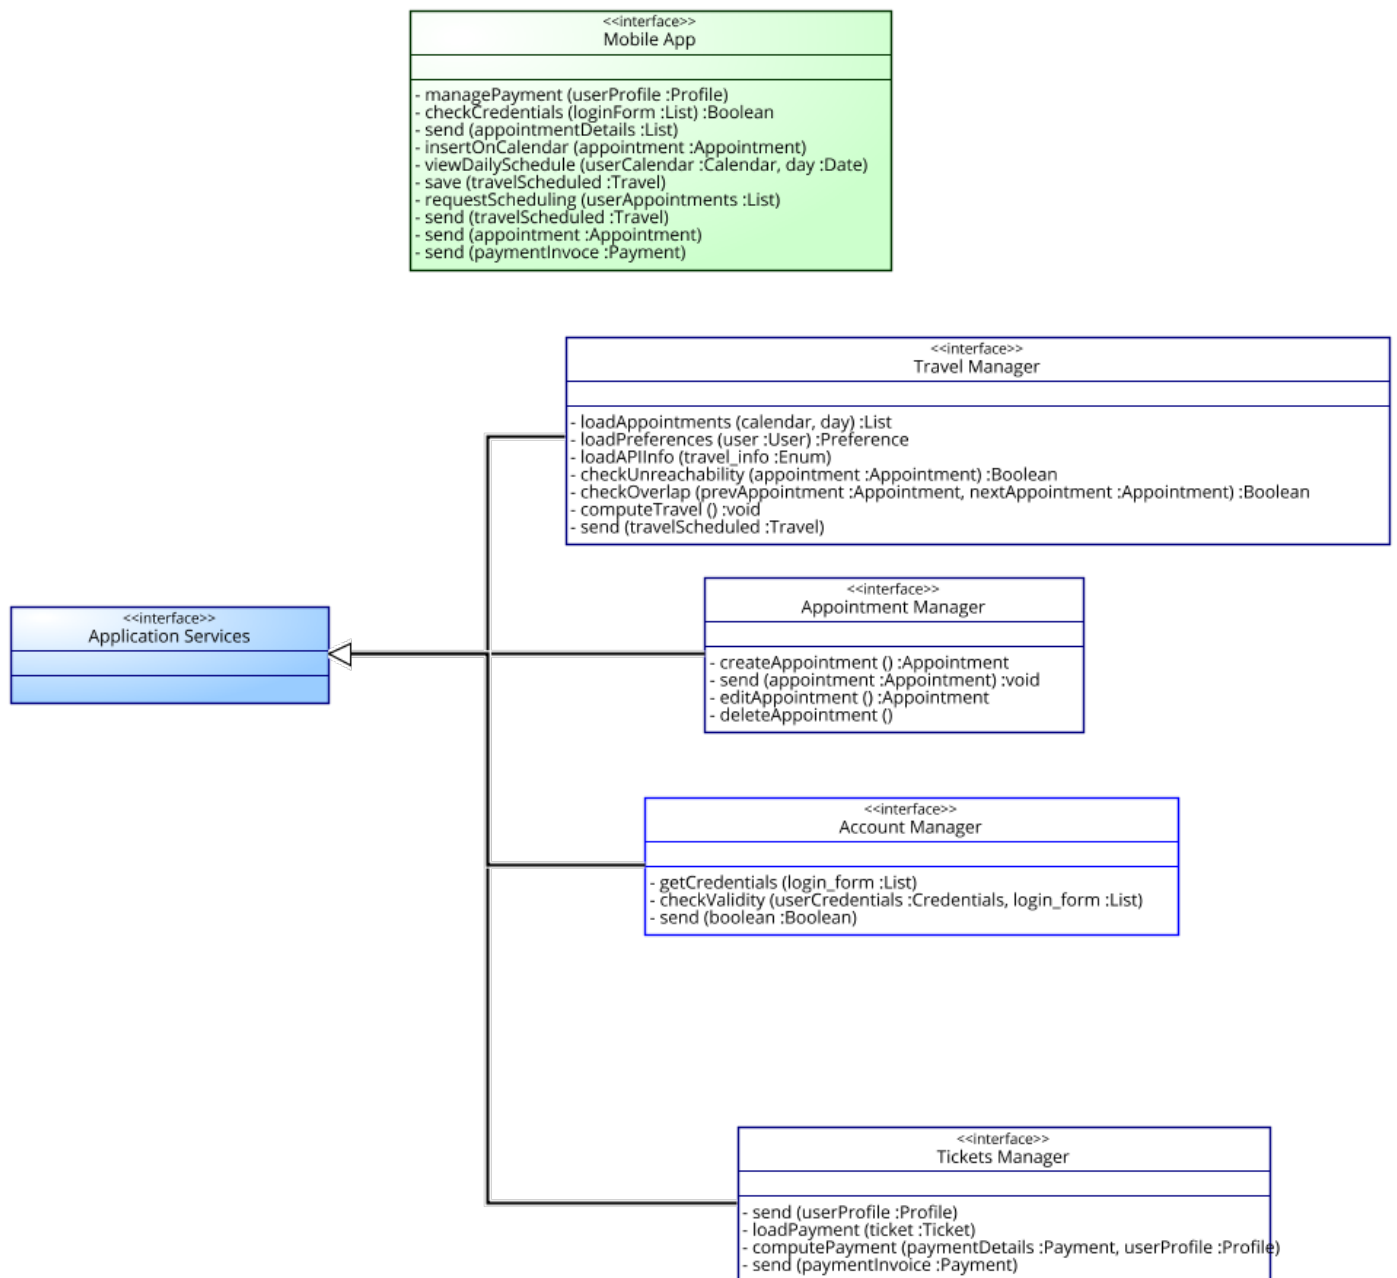 <<interface>>
Mobile App
- managePayment (userProfile :Profile)
- checkCredentials (loginForm :List) :Boolean
- send (appointmentDetails :List)
- insertOnCalendar (appointment :Appointment)
- viewDailySchedule (userCalendar :Calendar, day :Date)
- save (travelScheduled :Travel)
- requestScheduling (userAppointments :List)
- send (travelScheduled :Travel)
- send (appointment :Appointment)
- send (paymentInvoce :Payment)
<<interface>>
Travel Manager
- loadAppointments (calendar, day) :List
- loadPreferences (user :User) :Preference
- loadAPIInfo (travel_info :Enum)
- checkUnreachability (appointment :Appointment) :Boolean
- checkOverlap (prevAppointment :Appointment, nextAppointment :Appointment) :Boolean
- computeTravel () :void
- send (travelScheduled :Travel)
<<interface>>
Application Services
<<interface>>
Appointment Manager
- createAppointment () :Appointment
- send (appointment :Appointment) :void
- editAppointment () :Appointment
- deleteAppointment ()
<<interface>>
Account Manager
- getCredentials (login_form :List)
- checkValidity (userCredentials :Credentials, login_form :List)
- send (boolean :Boolean)
<<interface>>
Tickets Manager
- send (userProfile :Profile)
- loadPayment (ticket :Ticket)
- computePayment (paymentDetails :Payment, userProfile :Profile)
- send (paymentInvoice :Payment)